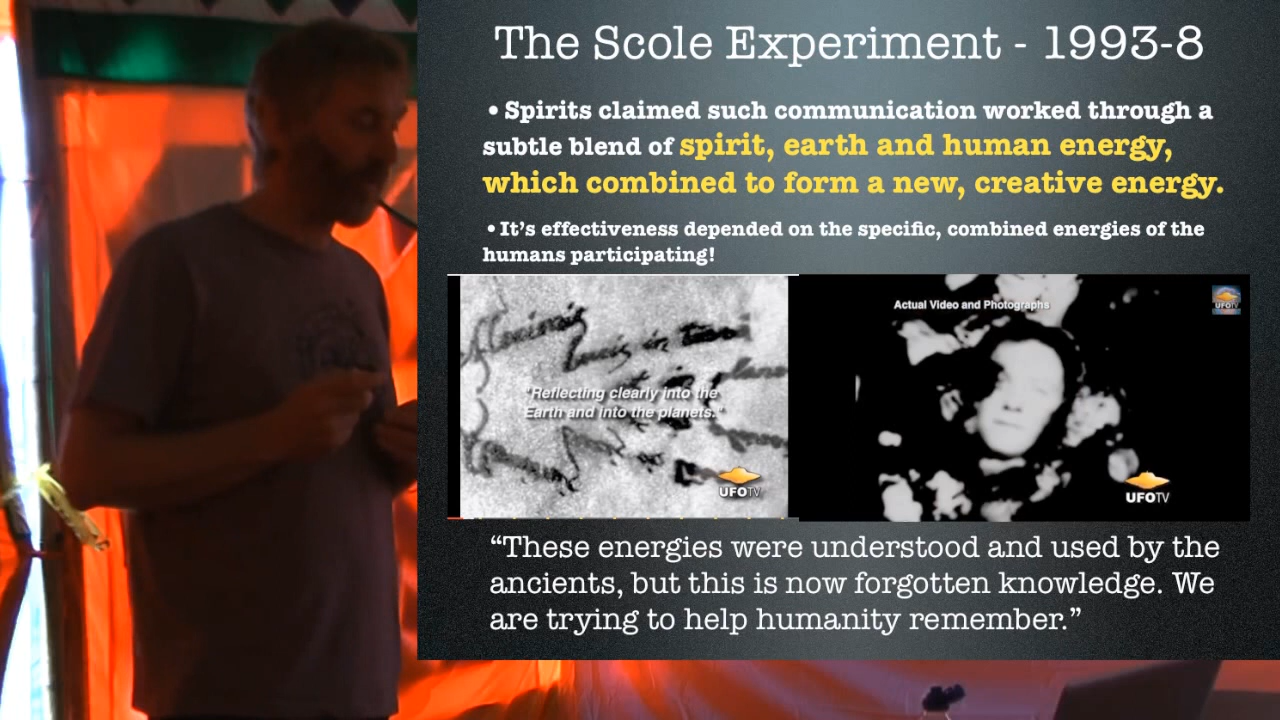 The Scole Experiment - 1993-8
• Spirits claimed such communication worked through a
subtle blend of spirit, earth and human energy,
which combined to form a new, creative energy.
• It's effectiveness depended on the specific, combined energies of the
humans participating!
"Reflecting clearly into the
Earth and into the planets."
UFOTV
Actual Video and Photographs
UFOTV
UFOTV
“These energies were understood and used by the
ancients, but this is now forgotten knowledge. We
are trying to help humanity remember.”